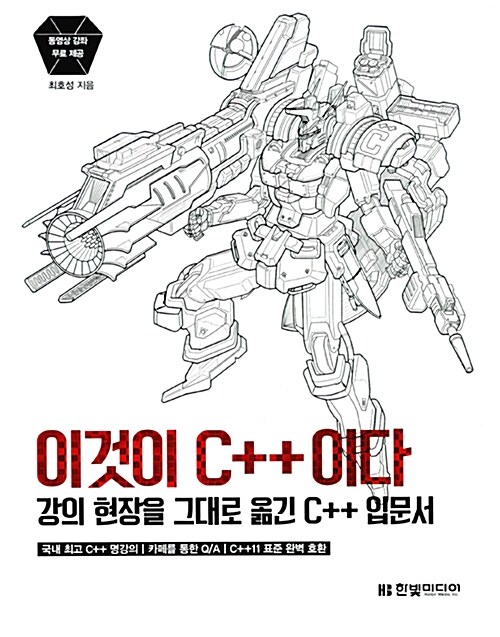 동영상 강좌
무료 제공
최호성 지음
C++
이것이 C++이다
강의 현장을 그대로 옮긴 C++ 입문서
국내 최고 C++ 명강의 | 카페를 통한 Q/A | C++11 표준 완벽 호환
HB 한빛미디어